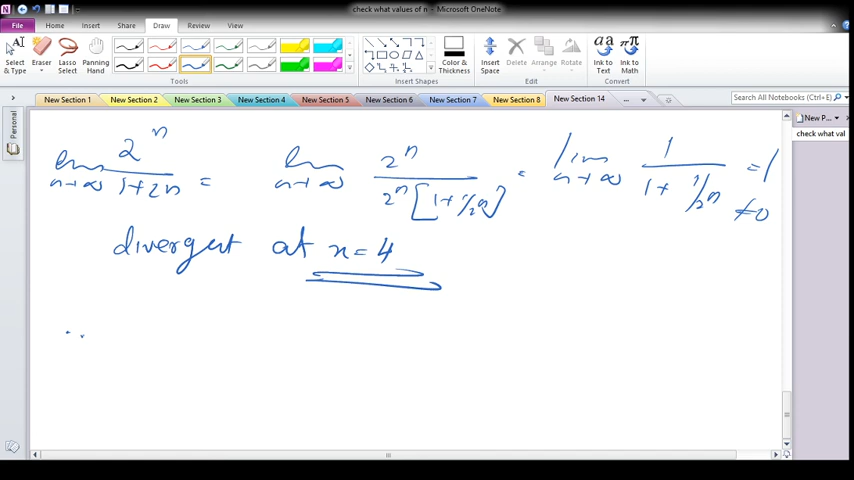 check what values of n - Microsoft OneNote
File Home Insert Share Draw Review View
Select & Type Eraser Lasso Select Panning Hand Color & Thickness Insert Space Delete Arrange Rotate Ink to Text Ink to Math
Tools Insert Shapes Edit Convert
New Section 1 New Section 2 New Section 3 New Section 4 New Section 5 New Section 6 New Section 7 New Section 8 New Section 14 ... Search All Notebooks (Ctrl+E)
Personal
New P
check what val
lim n→∞ 2^n / 1+2n = lim n→∞ 2^n / 2^n [1+1/2n] = lim n→∞ 1 / 1+1/2^n = 1
≠0
divergent at x=4